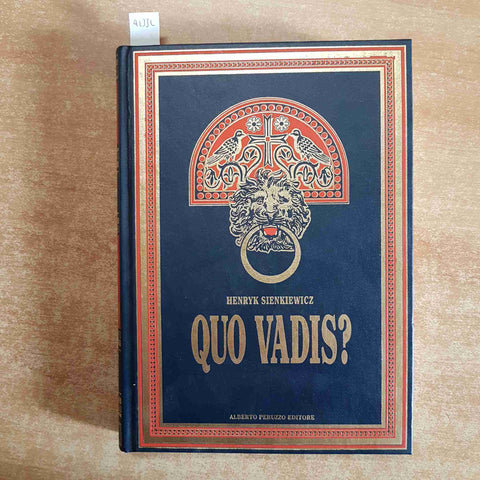 HENRYK SIENKIEWICZ
QUO VADIS?
ALBERTO PERUZZO EDITORE